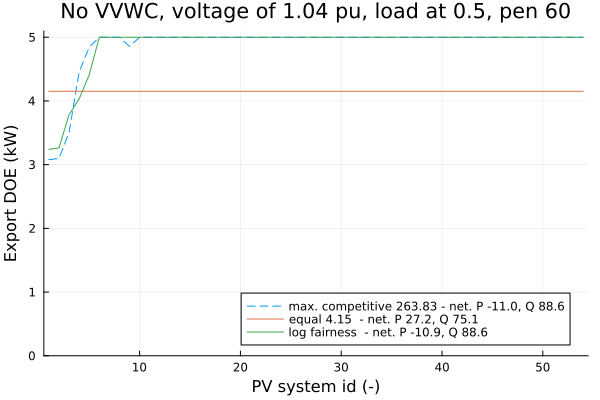 No VVWC, voltage of 1.04 pu, load at 0.5, pen 60
Export DOE (kW)
5
4
3
2
1
0
max. competitive 263.83 - net. P -11.0, Q 88.6
equal 4.15  - net. P 27.2, Q 75.1
log fairness  - net. P -10.9, Q 88.6
10 20 30 40 50
PV system id (-)